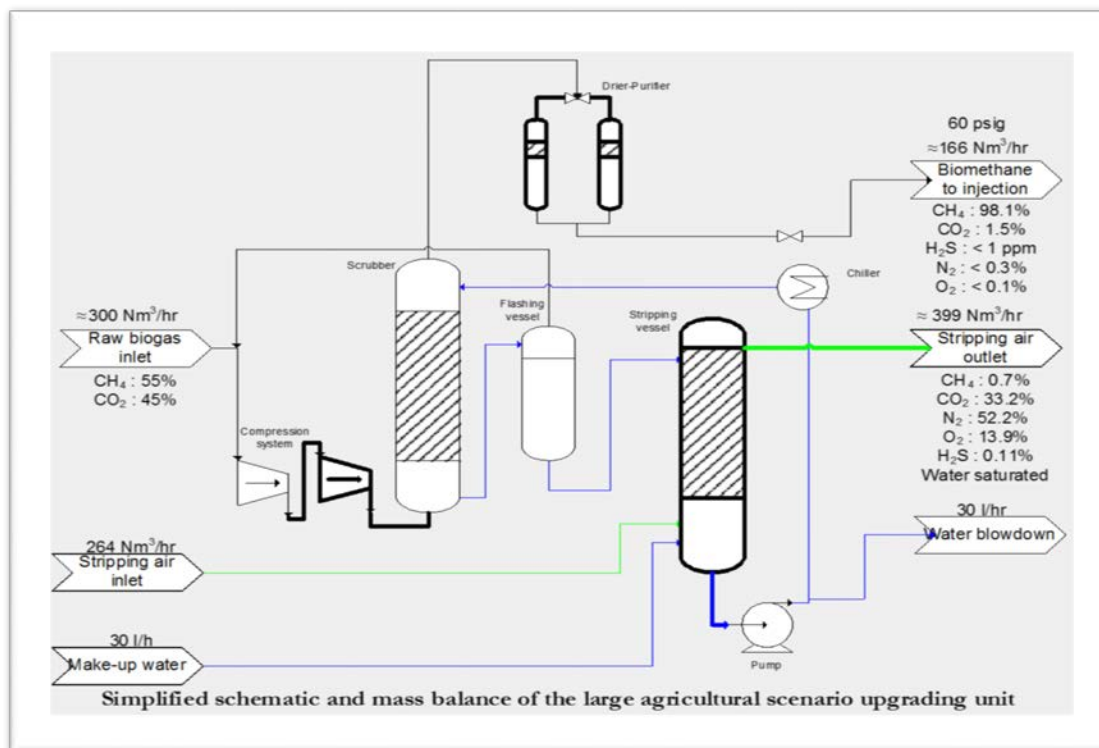 Drier-Purifier
60 psig
≈166 Nm³/hr
Biomethane
to injection
CH₄ : 98.1%
CO₂ : 1.5%
H₂S : < 1 ppm
N₂ : < 0.3%
O₂ : < 0.1%
Scrubber
Chiller
Flashing
vessel
Stripping
vessel
≈300 Nm³/hr
Raw biogas
inlet
CH₄ : 55%
CO₂ : 45%
≈ 399 Nm³/hr
Stripping air
outlet
CH₄ : 0.7%
CO₂ : 33.2%
N₂ : 52.2%
O₂ : 13.9%
H₂S : 0.11%
Water saturated
Compression
system
30 l/hr
Water blowdown
264 Nm³/hr
Stripping air
inlet
30 l/h
Make-up water
Pump
Simplified schematic and mass balance of the large agricultural scenario upgrading unit